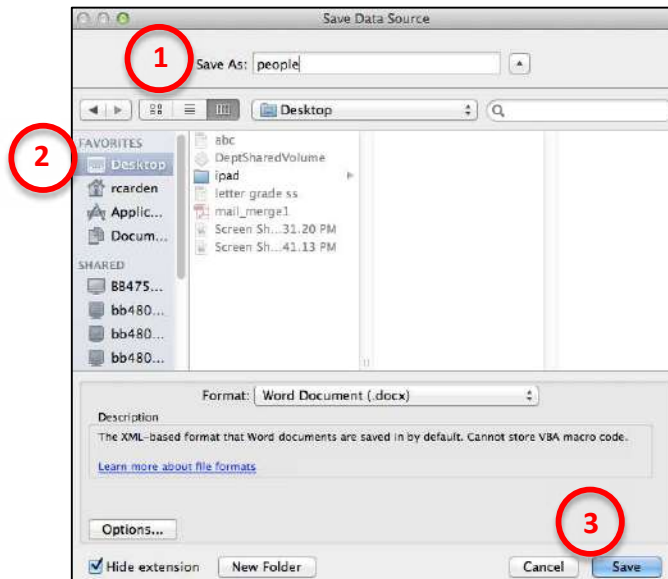 Save Data Source
1
Save As: people
Desktop
2
FAVORITES
Desktop
rcarden
Applic...
Docum...
SHARED
B8475...
bb480...
bb480...
bb480...
abc
DeptSharedVolume
ipad
letter grade ss
mail_merge1
Screen Sh...31.20 PM
Screen Sh...41.13 PM
Format: Word Document (.docx)
Description
The XML-based format that Word documents are saved in by default. Cannot store VBA macro code.
Learn more about file formats
Options...
3
Hide extension New Folder Cancel Save